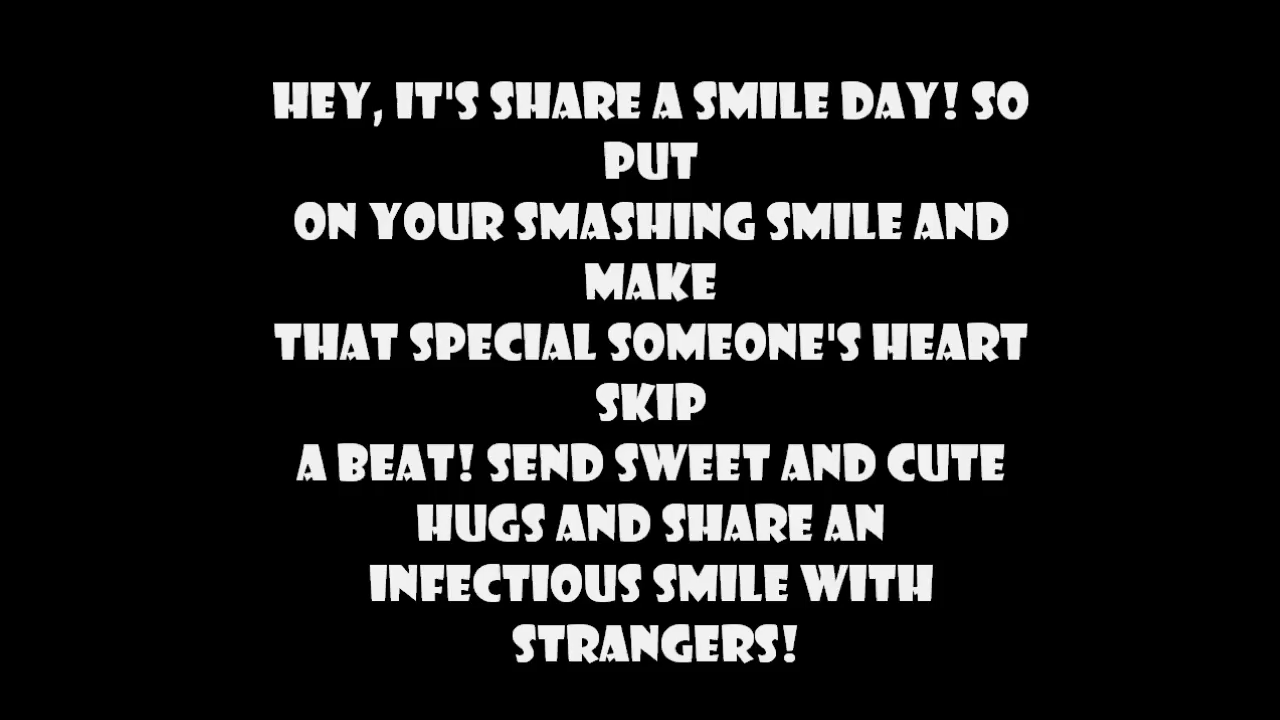 HEY, IT'S SHARE A SMILE DAY! SO
PUT
ON YOUR SMASHING SMILE AND
MAKE
THAT SPECIAL SOMEONE'S HEART
SKIP
A BEAT! SEND SWEET AND CUTE
HUGS AND SHARE AN
INFECTIOUS SMILE WITH
STRANGERS!